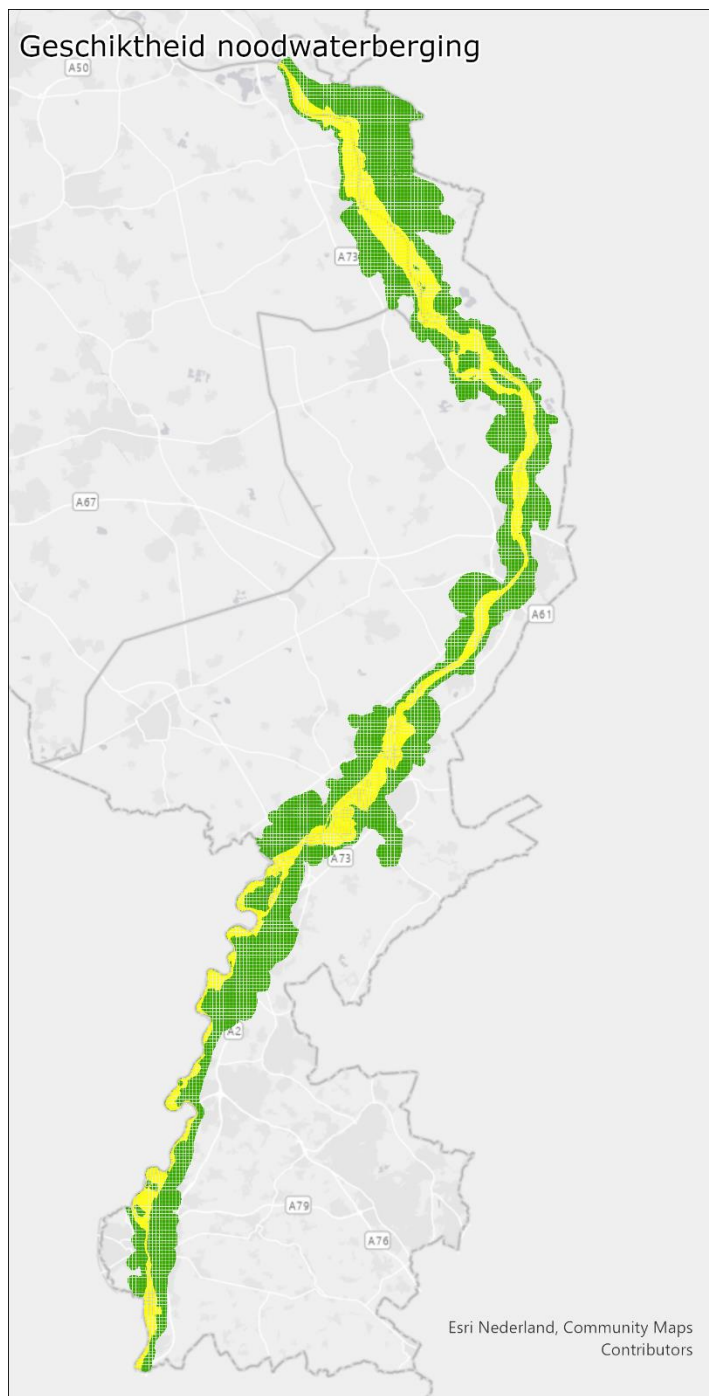 Geschiktheid noodwaterberging
A50
A73
A67
A61
A73
A2
A79
A76
Esri Nederland, Community Maps
Contributors